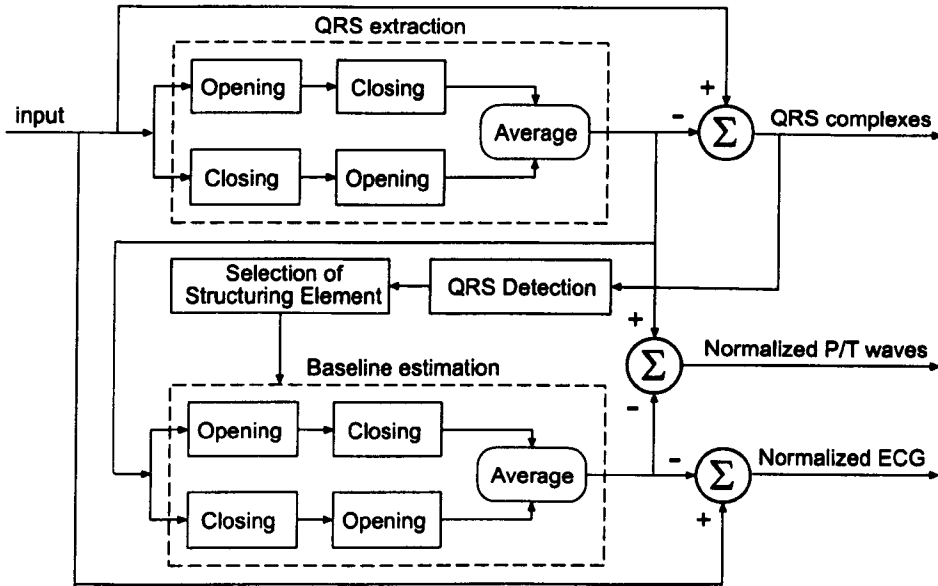 QRS extraction
Opening
Closing
+
input
Average
-
Σ
QRS complexes
Closing
Opening
Selection of
Structuring Element
QRS Detection
+
Normalized P/T waves
Σ
Baseline estimation
-
Opening
Closing
Average
-
Σ
Normalized ECG
Closing
Opening
+